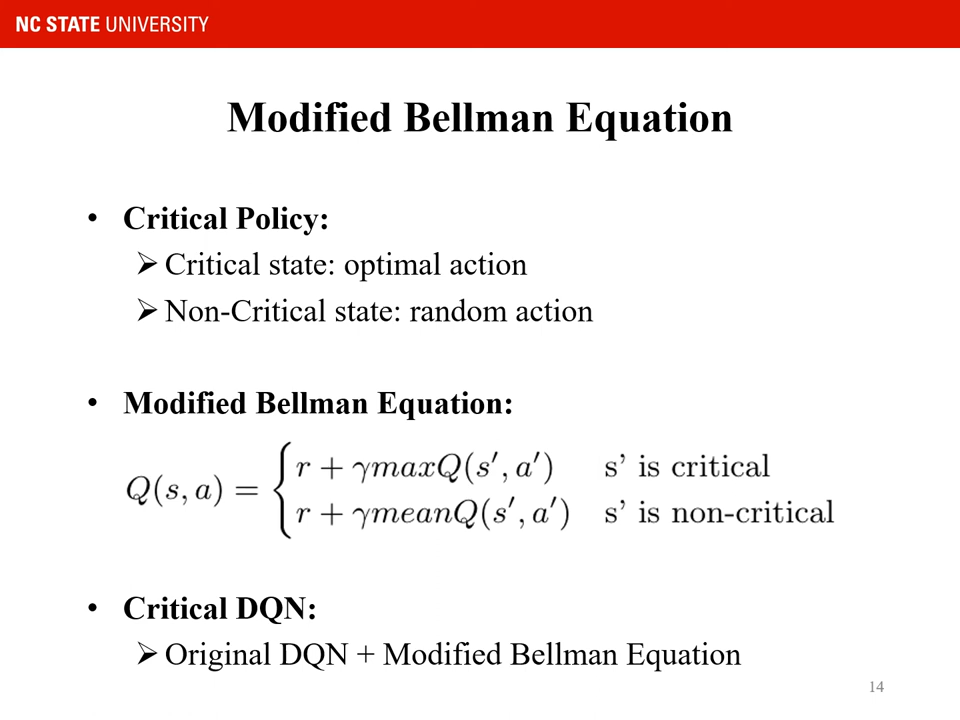 NC STATE UNIVERSITY
Modified Bellman Equation
• Critical Policy:
➢ Critical state: optimal action
➢ Non-Critical state: random action
• Modified Bellman Equation:
Q(s, a) = { r + γmaxQ(s′, a′) s’ is critical
r + γmeanQ(s′, a′) s’ is non-critical
• Critical DQN:
➢ Original DQN + Modified Bellman Equation
14